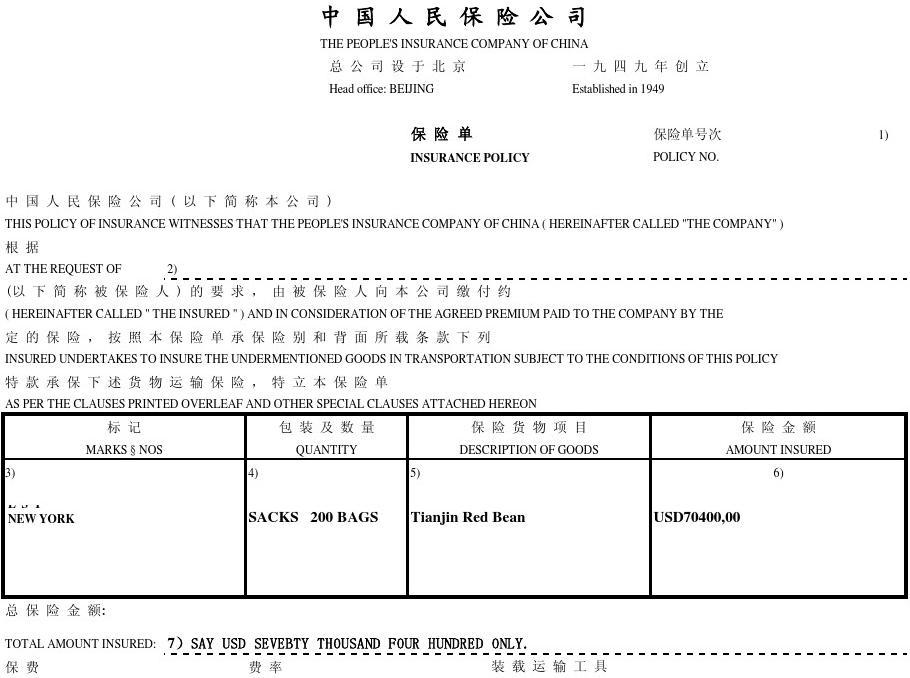 中国人民保险公司
THE PEOPLE'S INSURANCE COMPANY OF CHINA
总公司设于北京 一九四九年创立
Head office: BEIJING Established in 1949
保险单 保险单号次 1)
INSURANCE POLICY POLICY NO.
中国人民保险公司(以下简称本公司)
THIS POLICY OF INSURANCE WITNESSES THAT THE PEOPLE'S INSURANCE COMPANY OF CHINA ( HEREINAFTER CALLED "THE COMPANY" )
根据
AT THE REQUEST OF 2)
(以下简称被保险人)的要求，由被保险人向本公司缴付约
( HEREINAFTER CALLED " THE INSURED " ) AND IN CONSIDERATION OF THE AGREED PREMIUM PAID TO THE COMPANY BY THE
定的保险，按照本保险单承保险别和背面所载条款下列
INSURED UNDERTAKES TO INSURE THE UNDERMENTIONED GOODS IN TRANSPORTATION SUBJECT TO THE CONDITIONS OF THIS POLICY
特款承保下述货物运输保险，特立本保险单
AS PER THE CLAUSES PRINTED OVERLEAF AND OTHER SPECIAL CLAUSES ATTACHED HEREON
标记 包装及数量 保险货物项目 保险金额
MARKS § NOS QUANTITY DESCRIPTION OF GOODS AMOUNT INSURED
3) 4) 5) 6)
NEW YORK SACKS 200 BAGS Tianjin Red Bean USD70400,00
总保险金额:
TOTAL AMOUNT INSURED: 7) SAY USD SEVEBTY THOUSAND FOUR HUNDRED ONLY.
保费 费率 装载运输工具